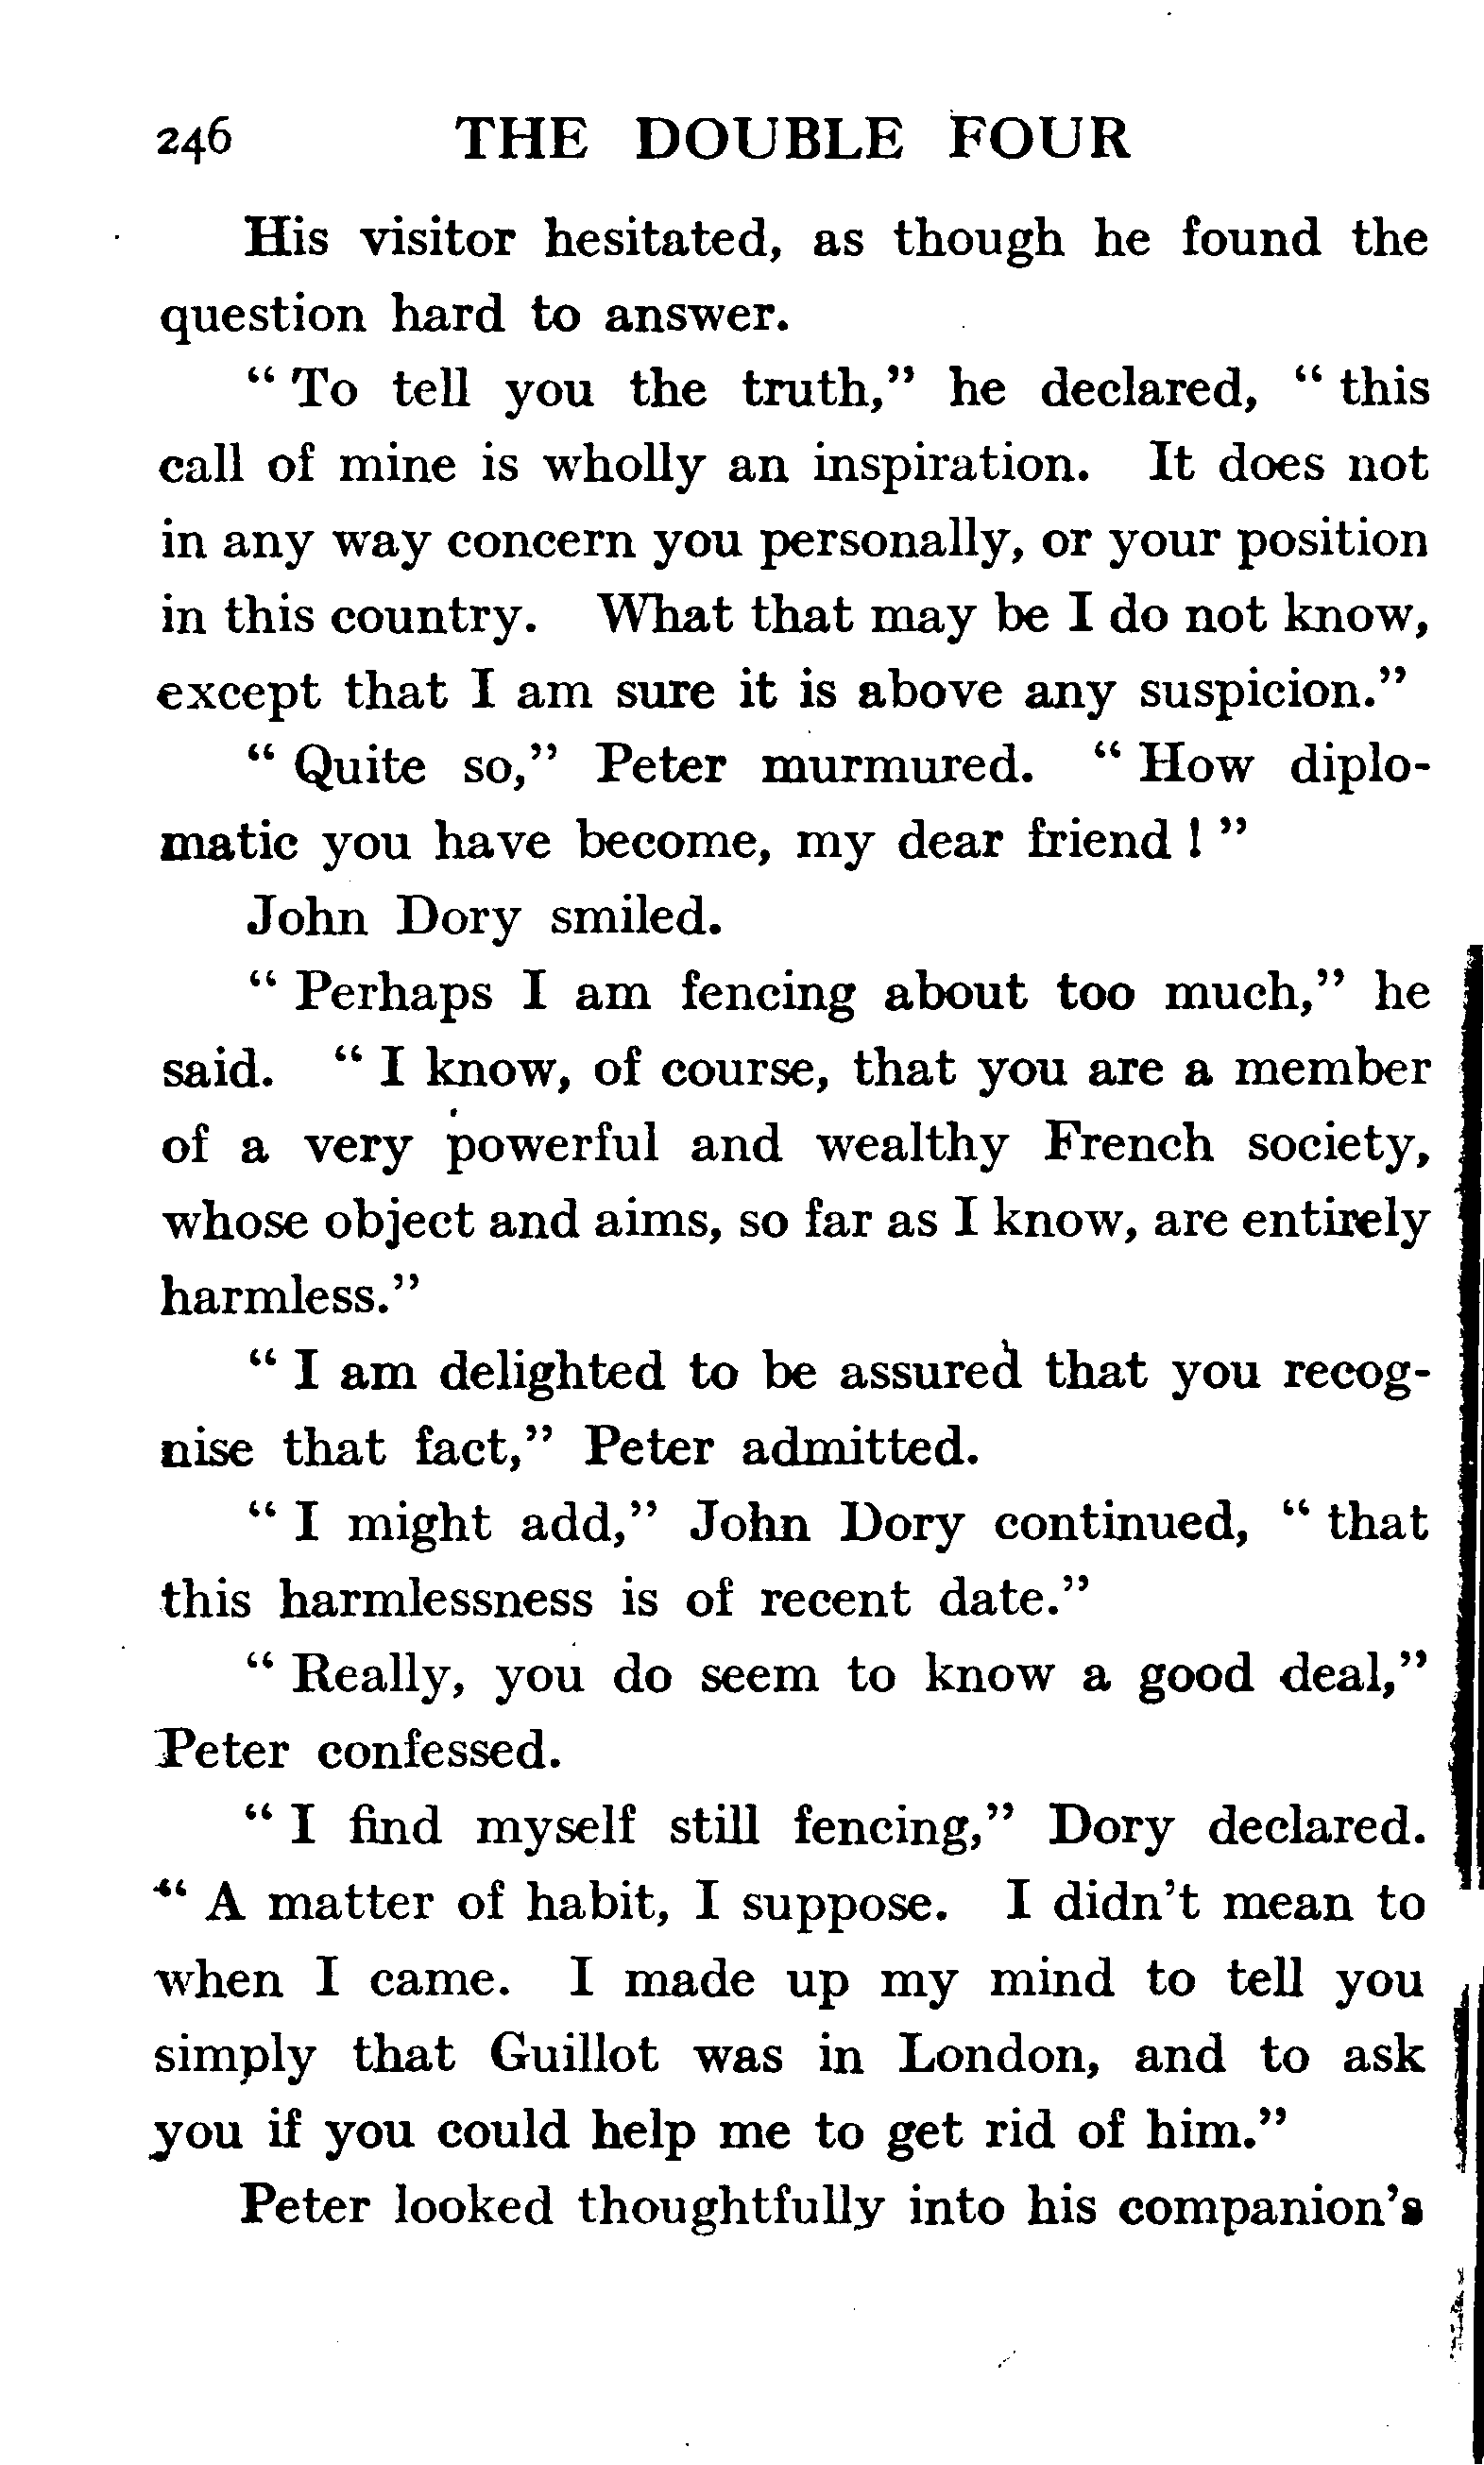 246 THE DOUBLE FOUR
His visitor hesitated, as though he found the
question hard to answer.
“ To tell you the truth,” he declared, “ this
call of mine is wholly an inspiration. It does not
in any way concern you personally, or your position
in this country. What that may be I do not know,
except that I am sure it is above any suspicion.”
“ Quite so,” Peter murmured. “ How diplo-
matic you have become, my dear friend ! ”
John Dory smiled.
“ Perhaps I am fencing about too much,” he
said. “ I know, of course, that you are a member
of a very powerful and wealthy French society,
whose object and aims, so far as I know, are entirely
harmless.”
“ I am delighted to be assured that you recog-
nise that fact,” Peter admitted.
“ I might add,” John Dory continued, “ that
this harmlessness is of recent date.”
“ Really, you do seem to know a good deal,”
Peter confessed.
“ I find myself still fencing,” Dory declared.
“ A matter of habit, I suppose. I didn’t mean to
when I came. I made up my mind to tell you
simply that Guillot was in London, and to ask
you if you could help me to get rid of him.”
Peter looked thoughtfully into his companion’s